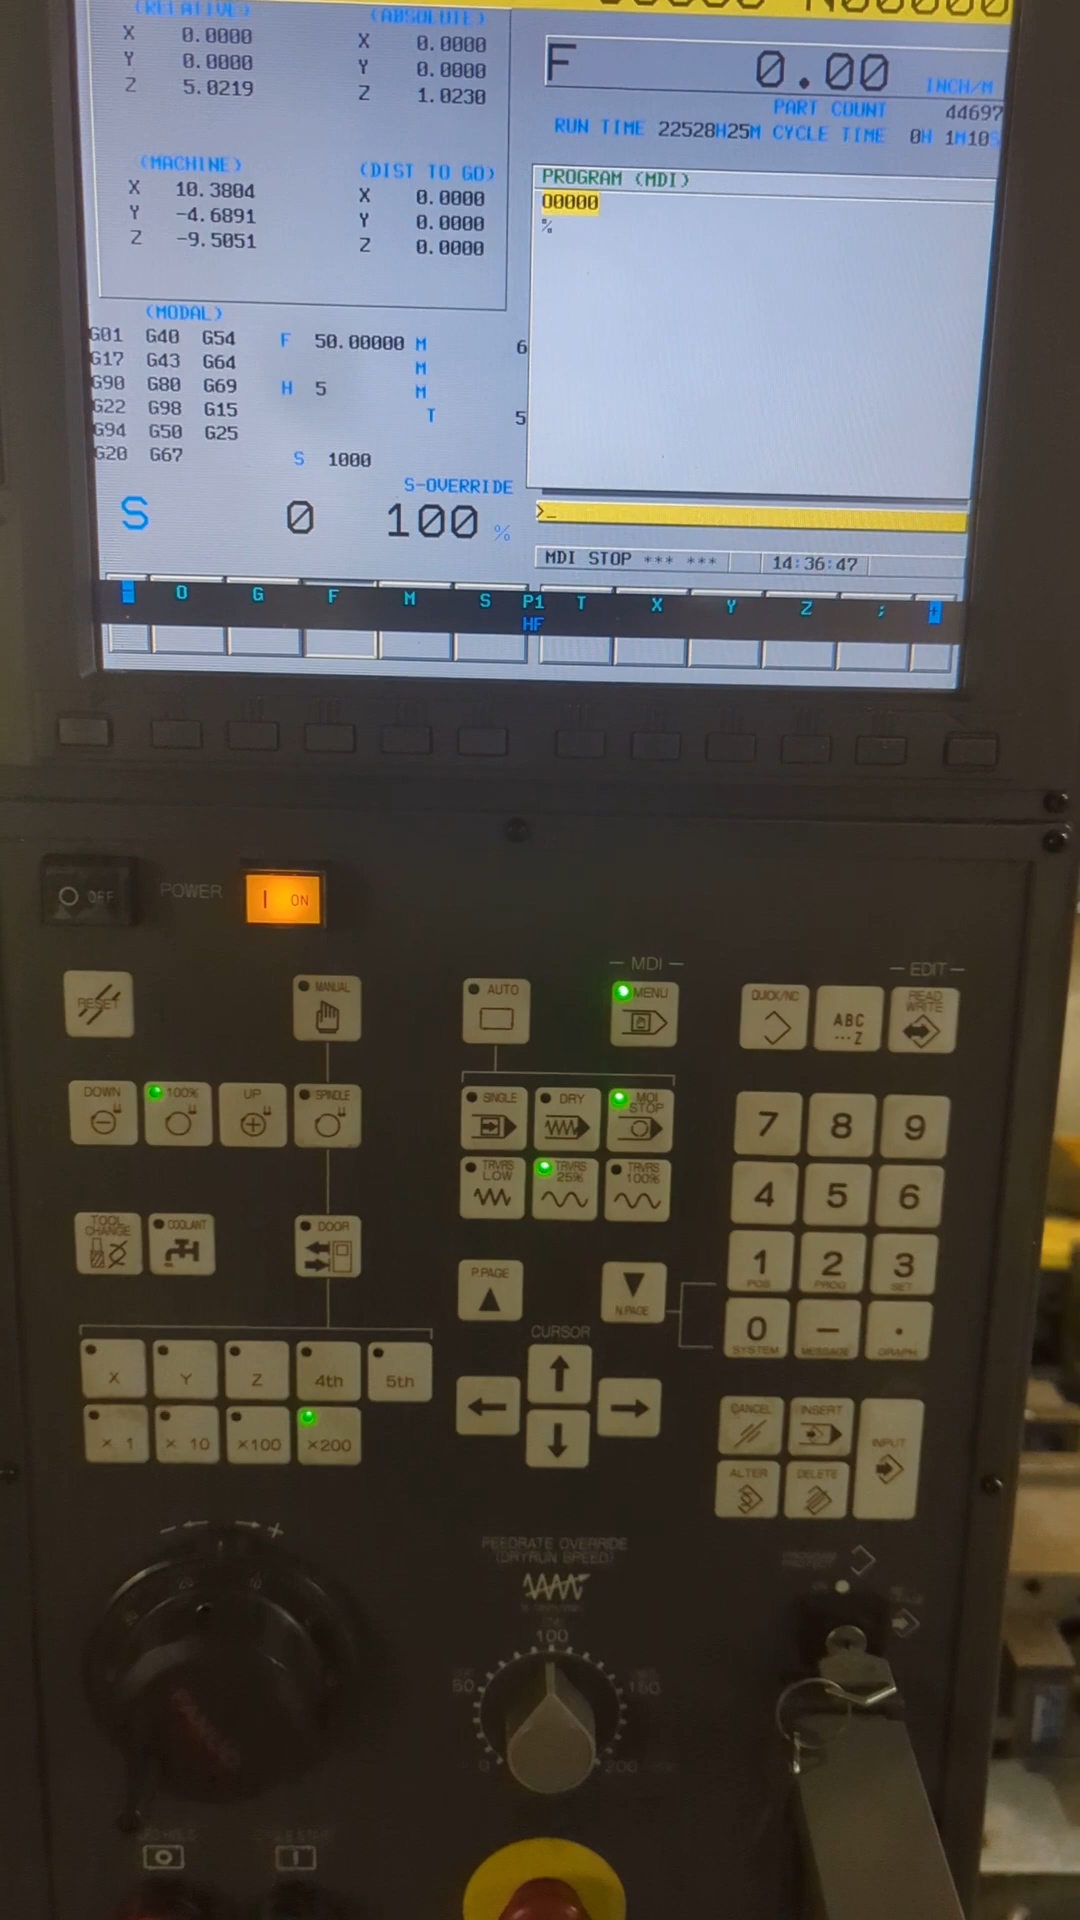 (RELATIVE) (ABSOLUTE)
X 0.0000 X 0.0000
Y 0.0000 Y 0.0000
Z 5.0219 Z 1.0230
F 0.00 INCH/M
PART COUNT 44697
RUN TIME 22528H25M CYCLE TIME 0H 1M10S
(MACHINE) (DIST TO GO)
X 10.3804 X 0.0000
Y -4.6891 Y 0.0000
Z -9.5051 Z 0.0000
PROGRAM (MDI)
O0000
%
(MODAL)
G01 G40 G54 F 50.00000 M 6
G17 G43 G64 M
G90 G80 G69 H 5 M
G22 G98 G15 T 5
G94 G50 G25
G20 G67 S 1000
S-OVERRIDE
S 0 100 %
>_
MDI STOP *** *** 14:36:47
O G F M S P1 T X Y Z ; +
HF
OFF POWER ON
MDI
EDIT
RESET MANUAL AUTO MENU QUICK/NC ABC ...Z READ WRITE
DOWN 100% UP SPINDLE SINGLE DRY MDI STOP 7 8 9
TRVRS LOW TRVRS 25% TRVRS 100% 4 5 6
TOOL CHANGE COOLANT DOOR
P.PAGE N.PAGE 1 POS 2 PROG 3 SET
CURSOR
0 SYSTEM - MESSAGE . GRAPH
X Y Z 4th 5th
× 1 × 10 ×100 ×200
CANCEL INSERT INPUT
ALTER DELETE
- +
FEEDRATE OVERRIDE
(DRYRUN SPEED)
100
50 150
0 200